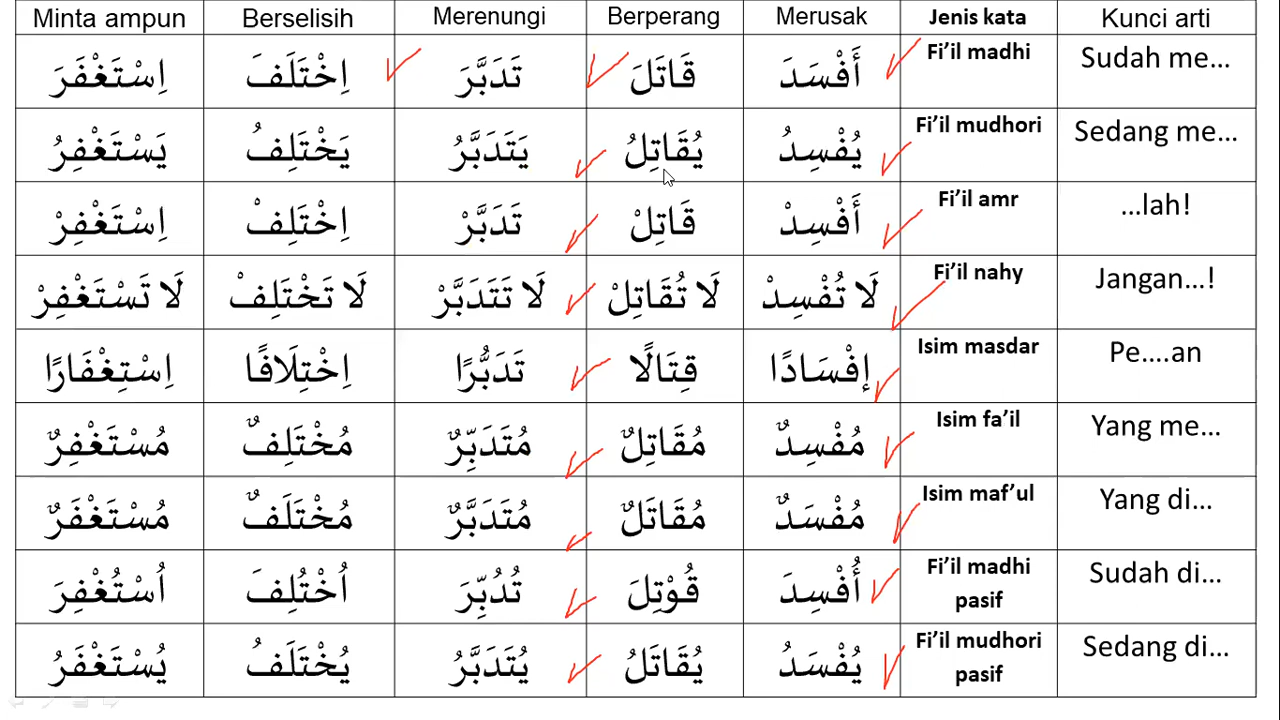 Minta ampun Berselisih Merenungi Berperang Merusak Jenis kata Kunci arti
اِسْتَغْفَرَ اِخْتَلَفَ تَدَبَّرَ قَاتَلَ أَفْسَدَ Fi'il madhi Sudah me...
يَسْتَغْفِرُ يَخْتَلِفُ يَتَدَبَّرُ يُقَاتِلُ يُفْسِدُ Fi'il mudhori Sedang me...
اِسْتَغْفِرْ اِخْتَلِفْ تَدَبَّرْ قَاتِلْ أَفْسِدْ Fi'il amr ...lah!
لَا تَسْتَغْفِرْ لَا تَخْتَلِفْ لَا تَتَدَبَّرْ لَا تُقَاتِلْ لَا تُفْسِدْ Fi'il nahy Jangan...!
اِسْتِغْفَارًا اِخْتِلَافًا تَدَبُّرًا قِتَالًا إفْسَادًا Isim masdar Pe....an
مُسْتَغْفِرٌ مُخْتَلِفٌ مُتَدَبِّرٌ مُقَاتِلٌ مُفْسِدٌ Isim fa'il Yang me...
مُسْتَغْفَرٌ مُخْتَلَفٌ مُتَدَبَّرٌ مُقَاتَلٌ مُفْسَدٌ Isim maf'ul Yang di...
اُسْتُغْفِرَ اُخْتُلِفَ تُدُبِّرَ قُوْتِلَ أُفْسِدَ Fi'il madhi pasif Sudah di...
يُسْتَغْفَرُ يُخْتَلَفُ يُتَدَبَّرُ يُقَاتَلُ يُفْسَدُ Fi'il mudhori pasif Sedang di...